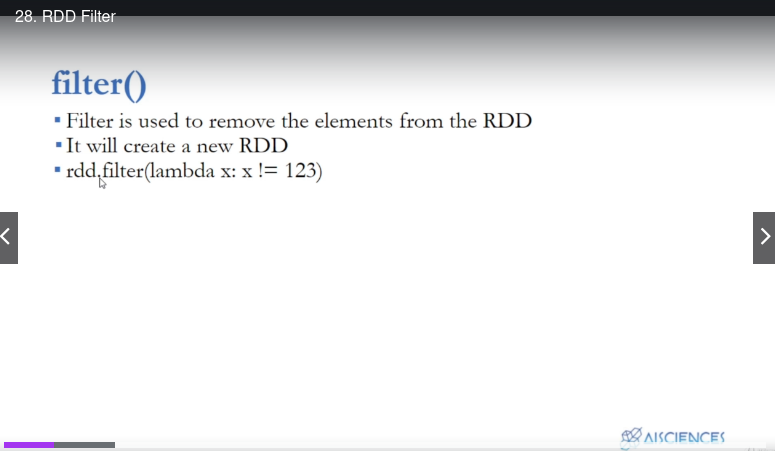 28. RDD Filter
filter()
▪ Filter is used to remove the elements from the RDD
▪ It will create a new RDD
▪ rdd.filter(lambda x: x != 123)
AISCIENCES